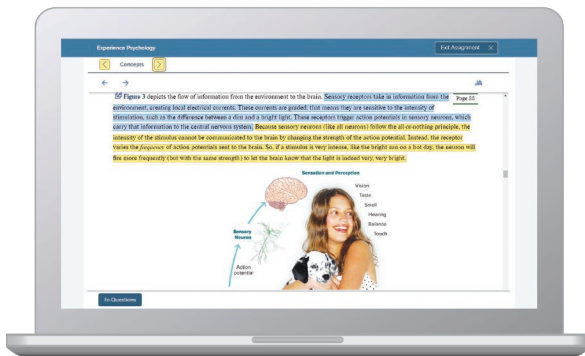 Experience Psychology
Exit Assignment X
Concepts
Page 55
Figure 3 depicts the flow of information from the environment to the brain. Sensory receptors take in information from the
environment, creating local electrical currents. These currents are graded; that means they are sensitive to the intensity of
stimulation, such as the difference between a dim and a bright light. These receptors trigger action potentials in sensory neurons, which
carry that information to the central nervous system. Because sensory neurons (like all neurons) follow the all-or-nothing principle, the
intensity of the stimulus cannot be communicated to the brain by changing the strength of the action potential. Instead, the receptor
varies the frequency of action potentials sent to the brain. So, if a stimulus is very intense, like the bright sun on a hot day, the neuron will
fire more frequently (but with the same strength) to let the brain know that the light is indeed very, very bright.
Sensation and Perception
Vision
Taste
Smell
Hearing
Balance
Touch
Sensory
Neuron
Action
potential
To Questions